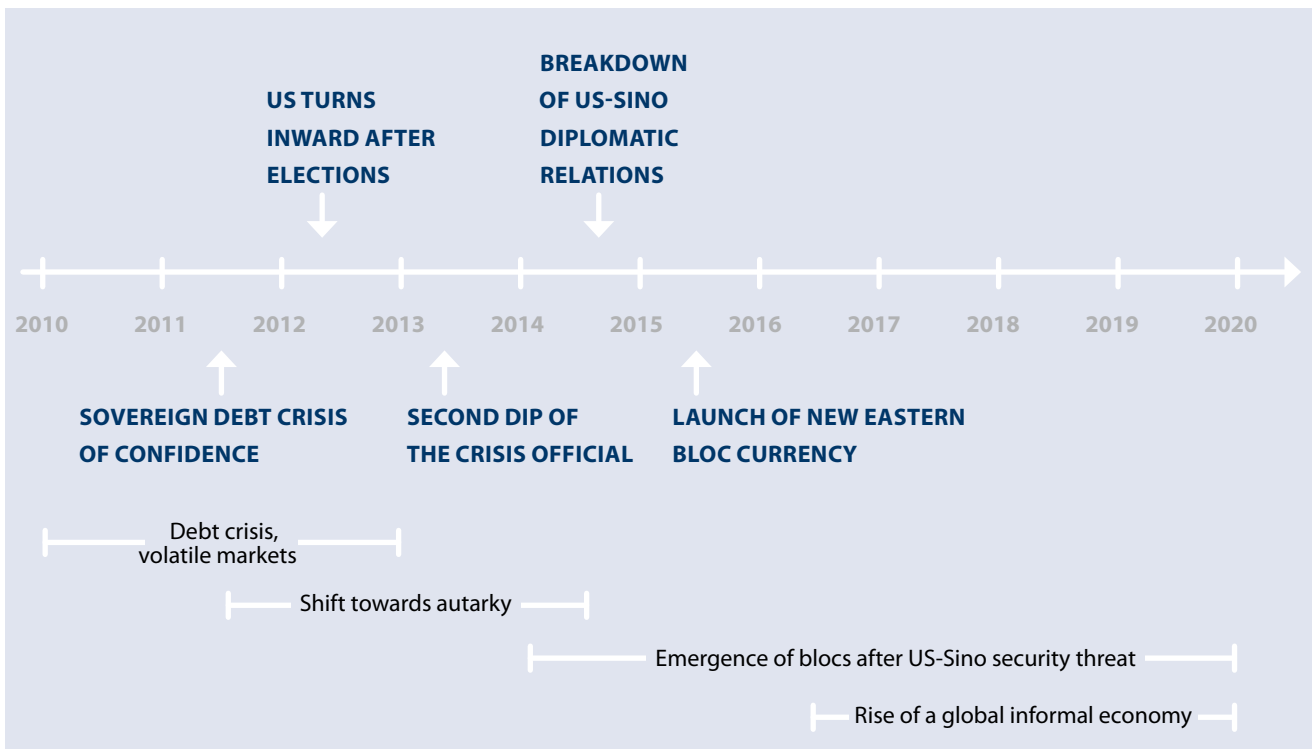 US TURNS
INWARD AFTER
ELECTIONS
BREAKDOWN
OF US-SINO
DIPLOMATIC
RELATIONS
2010 2011 2012 2013 2014 2015 2016 2017 2018 2019 2020
SOVEREIGN DEBT CRISIS
OF CONFIDENCE
SECOND DIP OF
THE CRISIS OFFICIAL
LAUNCH OF NEW EASTERN
BLOC CURRENCY
Debt crisis,
volatile markets
Shift towards autarky
Emergence of blocs after US-Sino security threat
Rise of a global informal economy